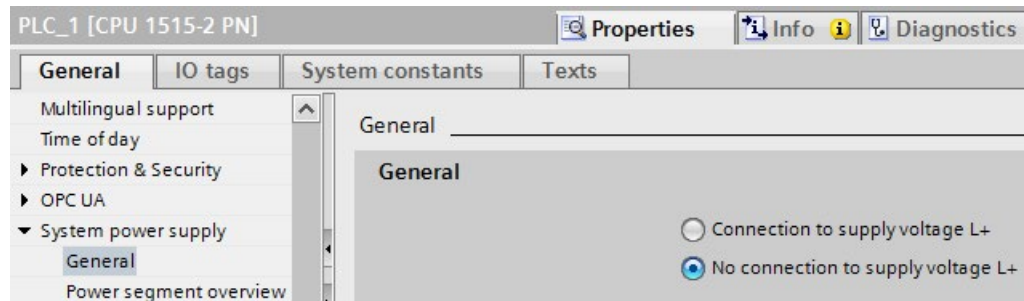 PLC_1 [CPU 1515-2 PN]
Properties
Info
Diagnostics
General
IO tags
System constants
Texts
Multilingual support
Time of day
Protection & Security
OPC UA
System power supply
General
Power segment overview
General
General
Connection to supply voltage L+
No connection to supply voltage L+